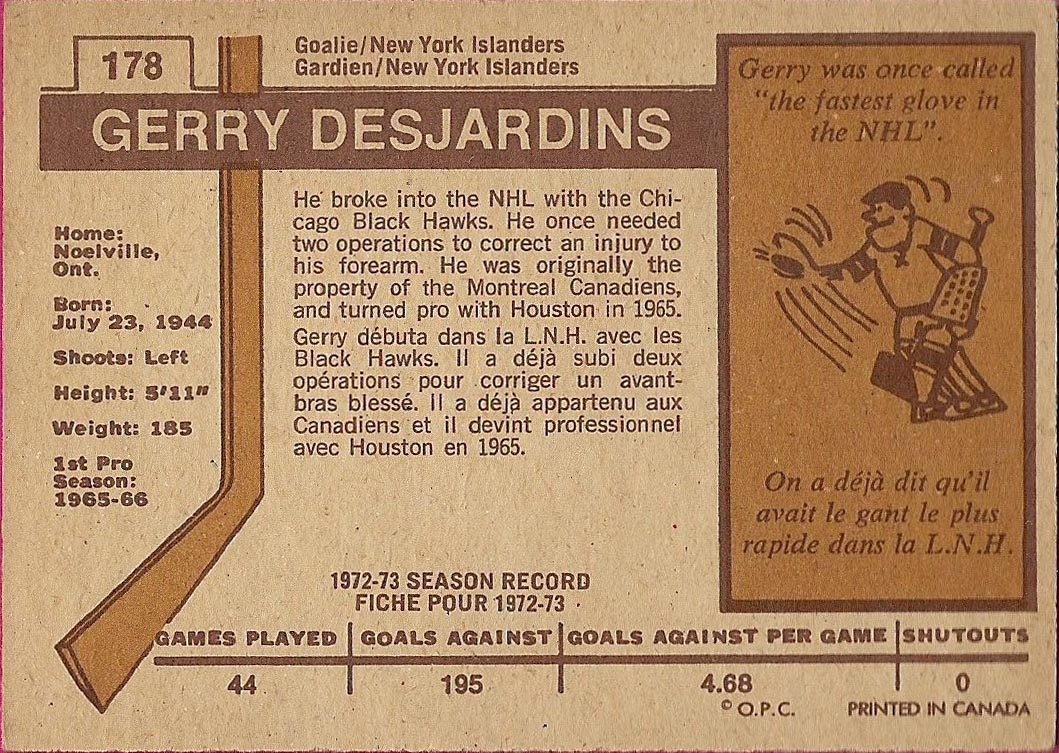 178
Goalie/New York Islanders
Gardien/New York Islanders
GERRY DESJARDINS
Home:
Noelville,
Ont.
Born:
July 23, 1944
Shoots: Left
Height: 5'11"
Weight: 185
1st Pro
Season:
1965-66
He broke into the NHL with the Chi-
cago Black Hawks. He once needed
two operations to correct an injury to
his forearm. He was originally the
property of the Montreal Canadiens,
and turned pro with Houston in 1965.
Gerry débuta dans la L.N.H. avec les
Black Hawks. Il a déjà subi deux
opérations pour corriger un avant-
bras blessé. Il a déjà appartenu aux
Canadiens et il devint professionnel
avec Houston en 1965.
Gerry was once called
"the fastest glove in
the NHL".
On a déjà dit qu'il
avait le gant le plus
rapide dans la L.N.H.
1972-73 SEASON RECORD
FICHE POUR 1972-73
GAMES PLAYED GOALS AGAINST GOALS AGAINST PER GAME SHUTOUTS
44 195 4.68 0
© O.P.C. PRINTED IN CANADA